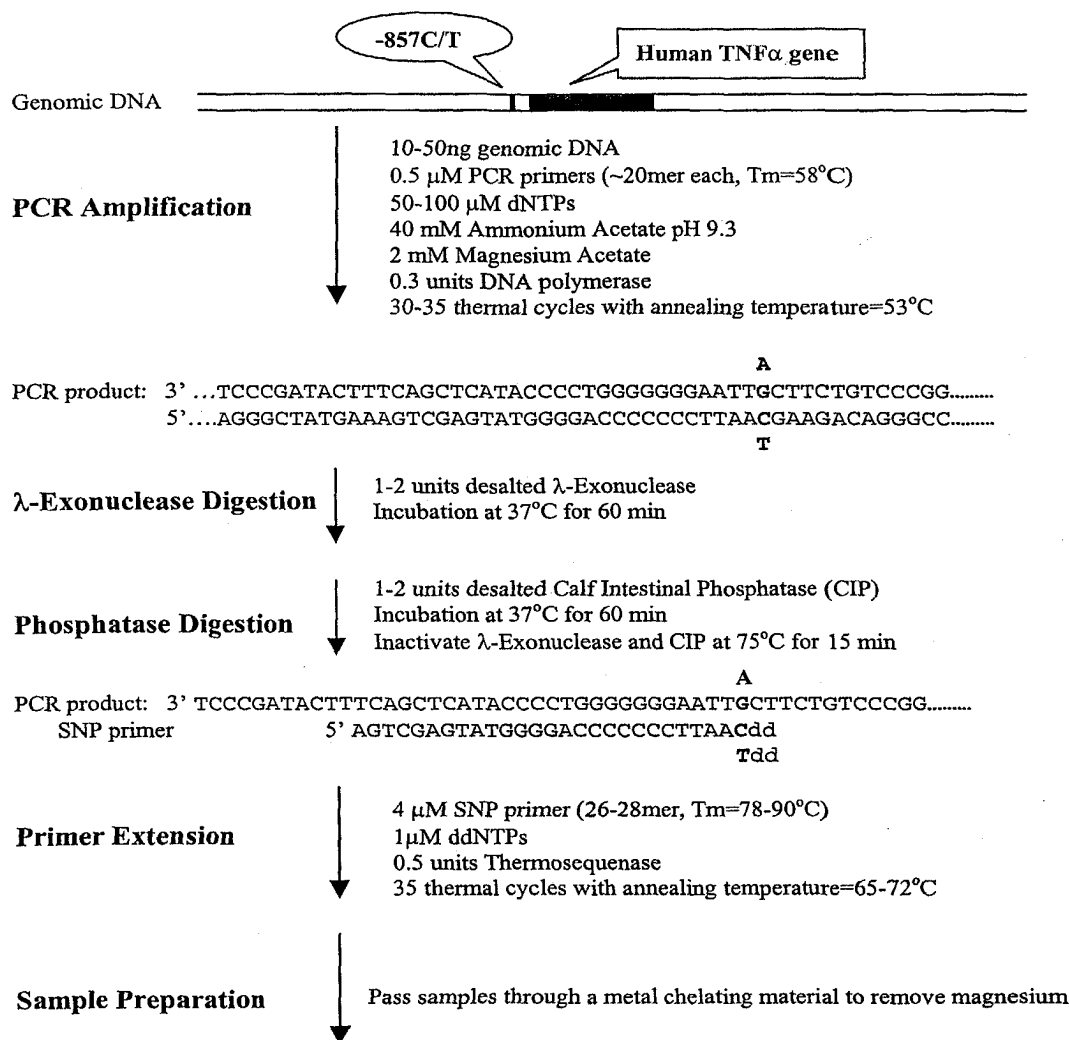 -857C/T
Human TNFα gene
Genomic DNA
10-50ng genomic DNA
0.5 μM PCR primers (~20mer each, Tm=58°C)
PCR Amplification
50-100 μM dNTPs
40 mM Ammonium Acetate pH 9.3
2 mM Magnesium Acetate
0.3 units DNA polymerase
30-35 thermal cycles with annealing temperature=53°C
A
PCR product: 3' ...TCCCGATACTTTCAGCTCATACCCCTGGGGGGGAATTGCTTCTGTCCCGG.........
5'....AGGGCTATGAAAGTCGAGTATGGGGACCCCCCCTTAACGAAGACAGGGCC.........
T
λ-Exonuclease Digestion
1-2 units desalted λ-Exonuclease
Incubation at 37°C for 60 min
Phosphatase Digestion
1-2 units desalted Calf Intestinal Phosphatase (CIP)
Incubation at 37°C for 60 min
Inactivate λ-Exonuclease and CIP at 75°C for 15 min
A
PCR product: 3' TCCCGATACTTTCAGCTCATACCCCTGGGGGGGAATTGCTTCTGTCCCGG.........
SNP primer 5' AGTCGAGTATGGGGACCCCCCCTTAACdd
Tdd
Primer Extension
4 μM SNP primer (26-28mer, Tm=78-90°C)
1μM ddNTPs
0.5 units Thermosequenase
35 thermal cycles with annealing temperature=65-72°C
Sample Preparation
Pass samples through a metal chelating material to remove magnesium